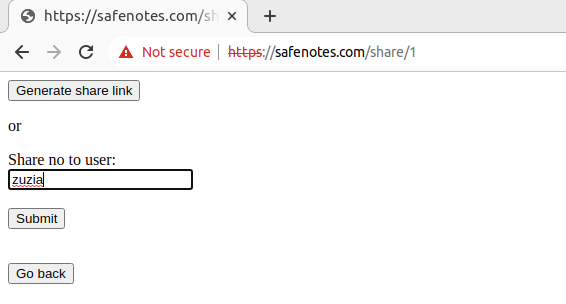 https://safenotes.com/sh
Not secure | https://safenotes.com/share/1
Generate share link
or
Share no to user:
zuzia
Submit
Go back